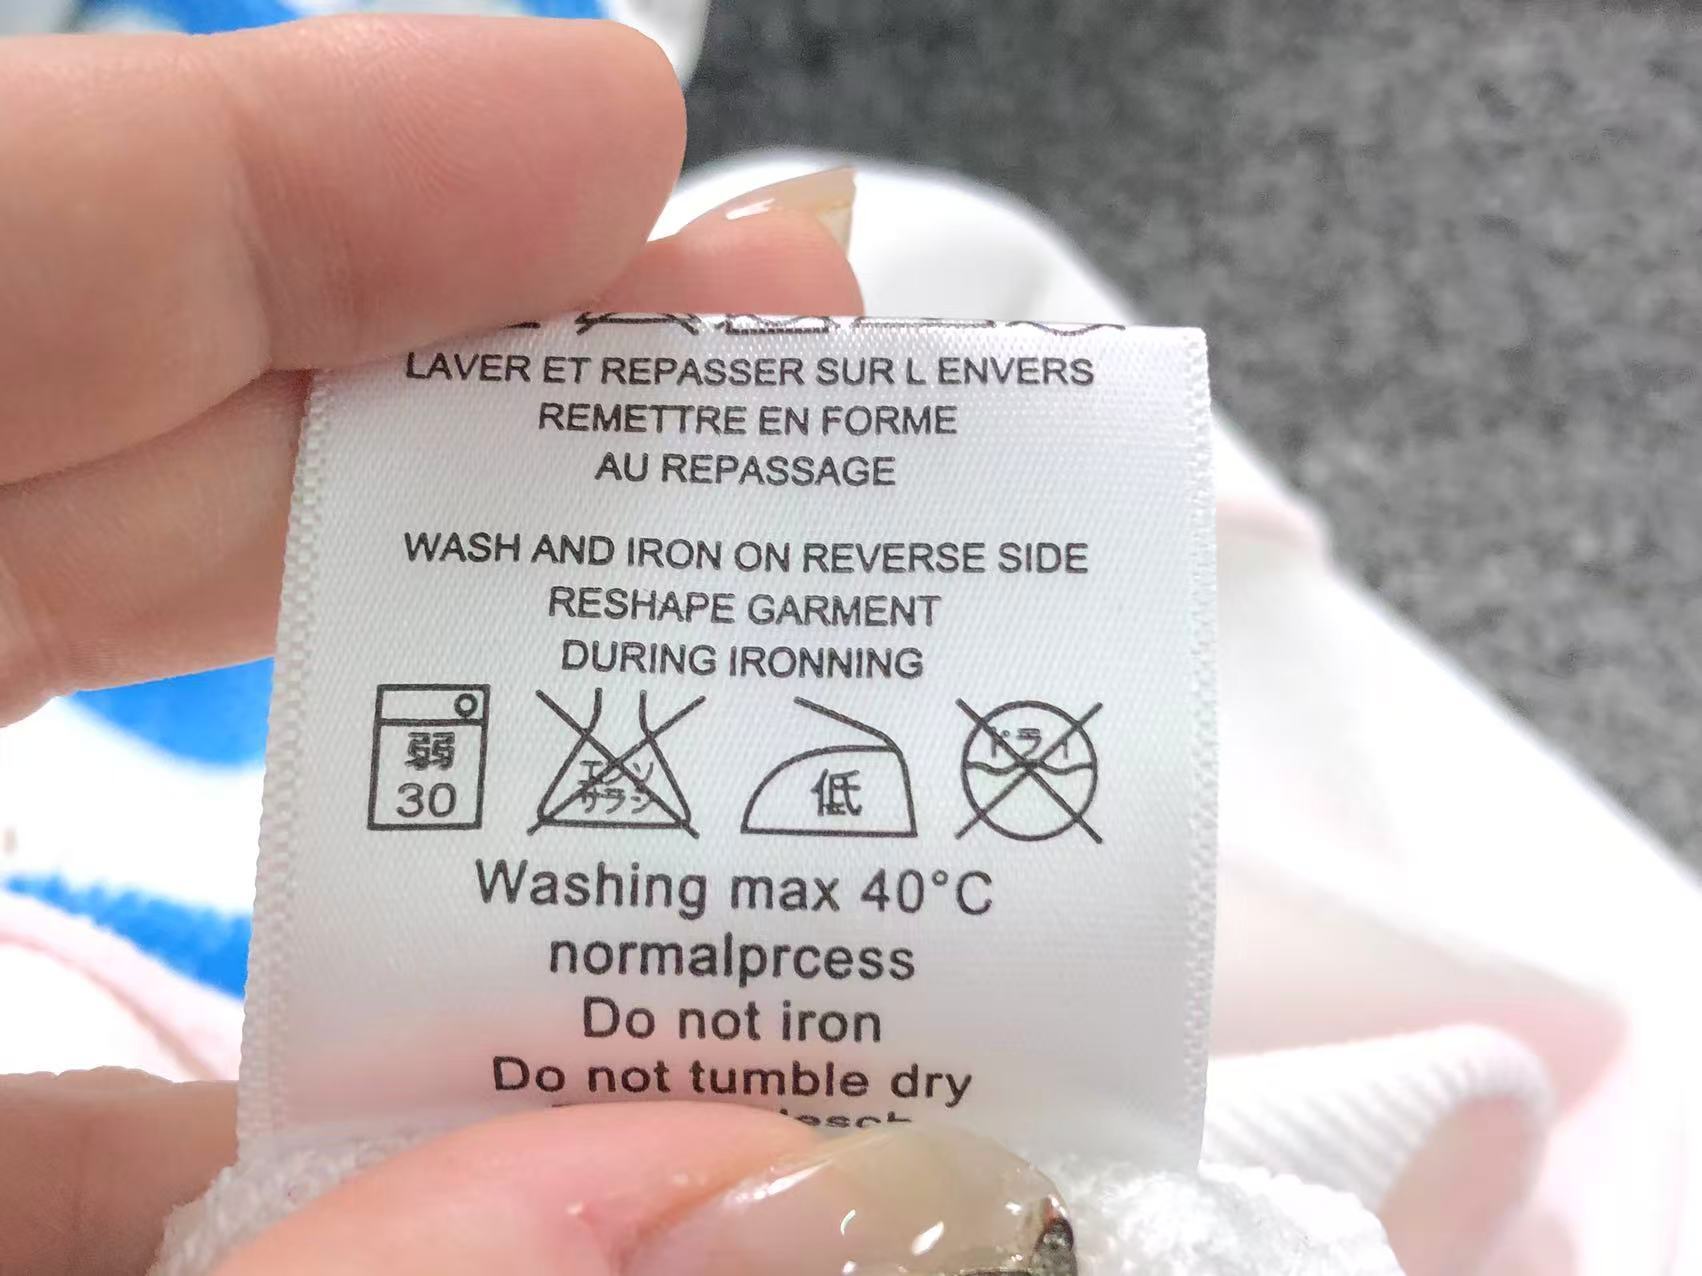 LAVER ET REPASSER SUR L ENVERS
REMETTRE EN FORME
AU REPASSAGE
WASH AND IRON ON REVERSE SIDE
RESHAPE GARMENT
DURING IRONNING
弱
30
エンソ
サラシ
低
ドライ
Washing max 40°C
normalprcess
Do not iron
Do not tumble dry